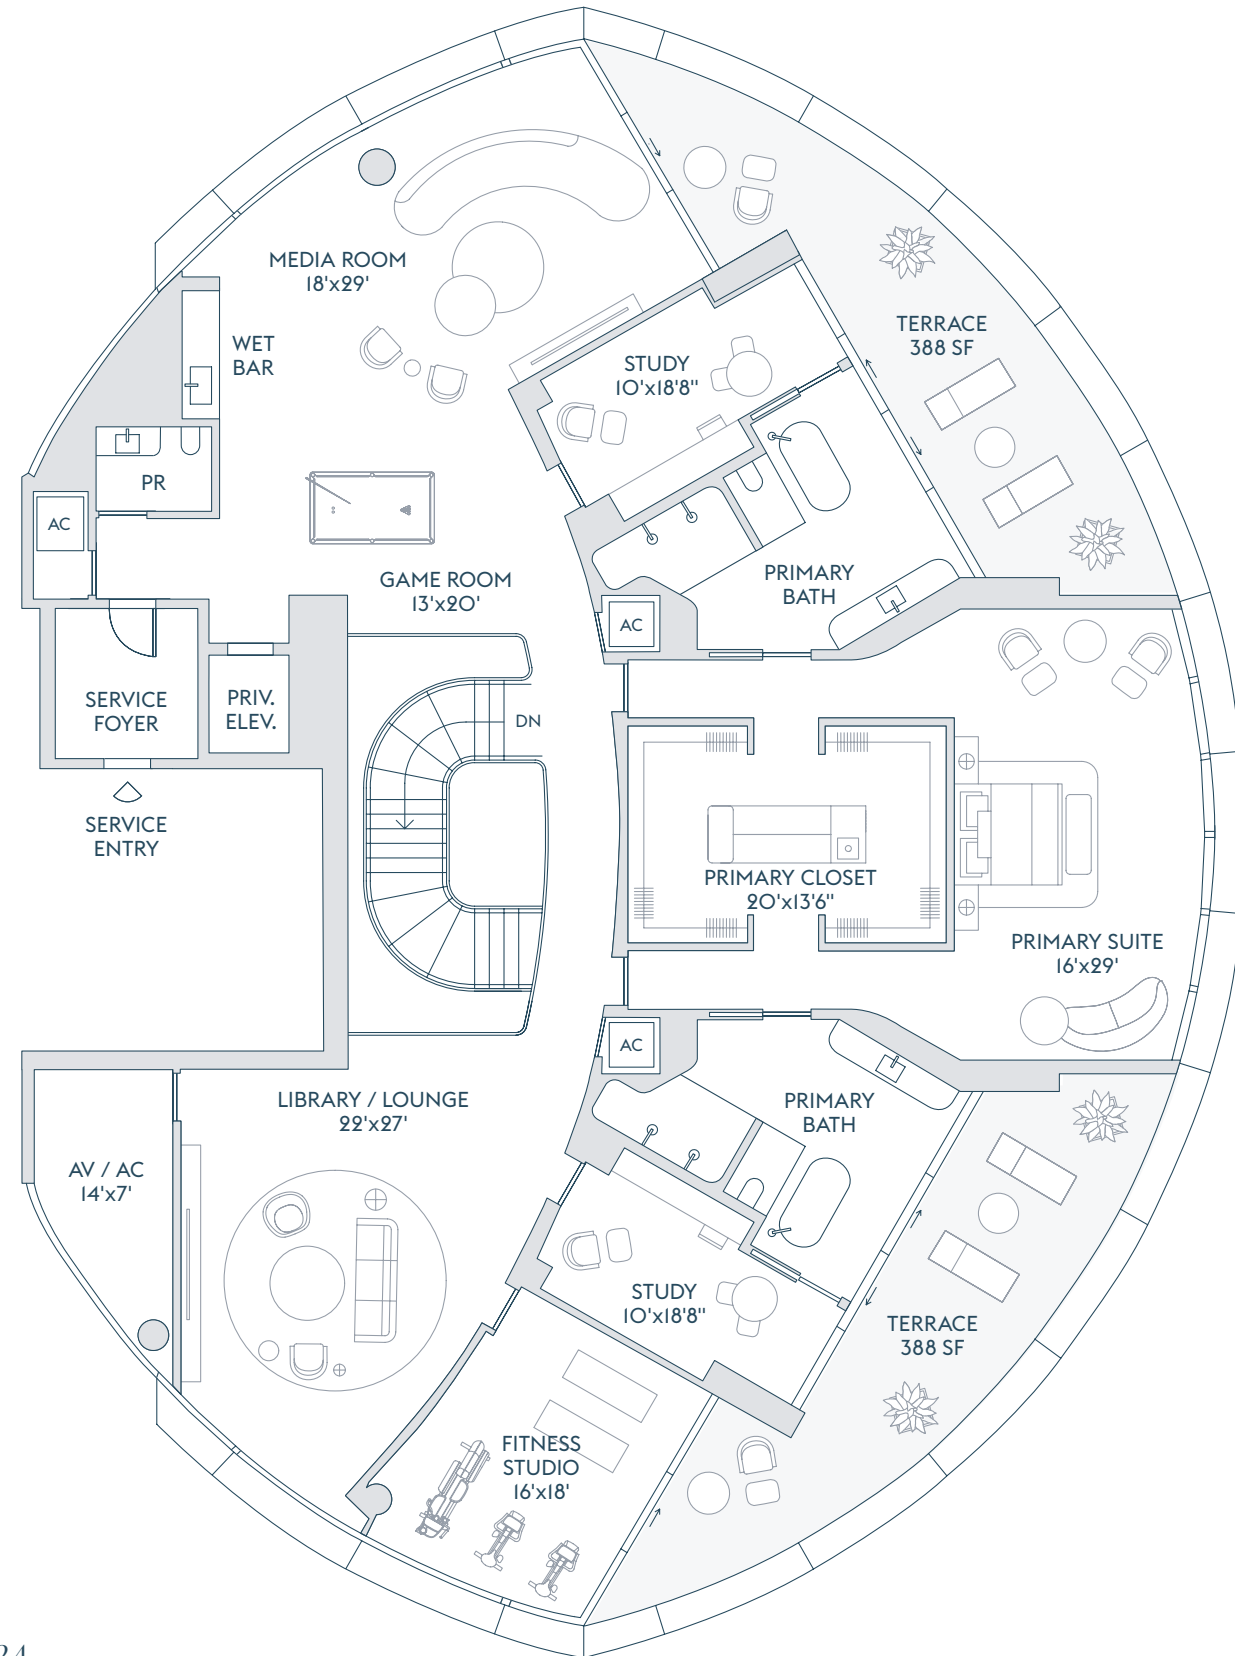 MEDIA ROOM
18'x29'
WET
BAR
TERRACE
388 SF
STUDY
10'x18'8"
PR
AC
GAME ROOM
13'x20'
PRIMARY
BATH
AC
SERVICE
FOYER
PRIV.
ELEV.
DN
SERVICE
ENTRY
PRIMARY CLOSET
20'x13'6"
PRIMARY SUITE
16'x29'
AC
LIBRARY / LOUNGE
22'x27'
PRIMARY
BATH
AV / AC
14'x7'
STUDY
10'x18'8"
TERRACE
388 SF
FITNESS
STUDIO
16'x18'